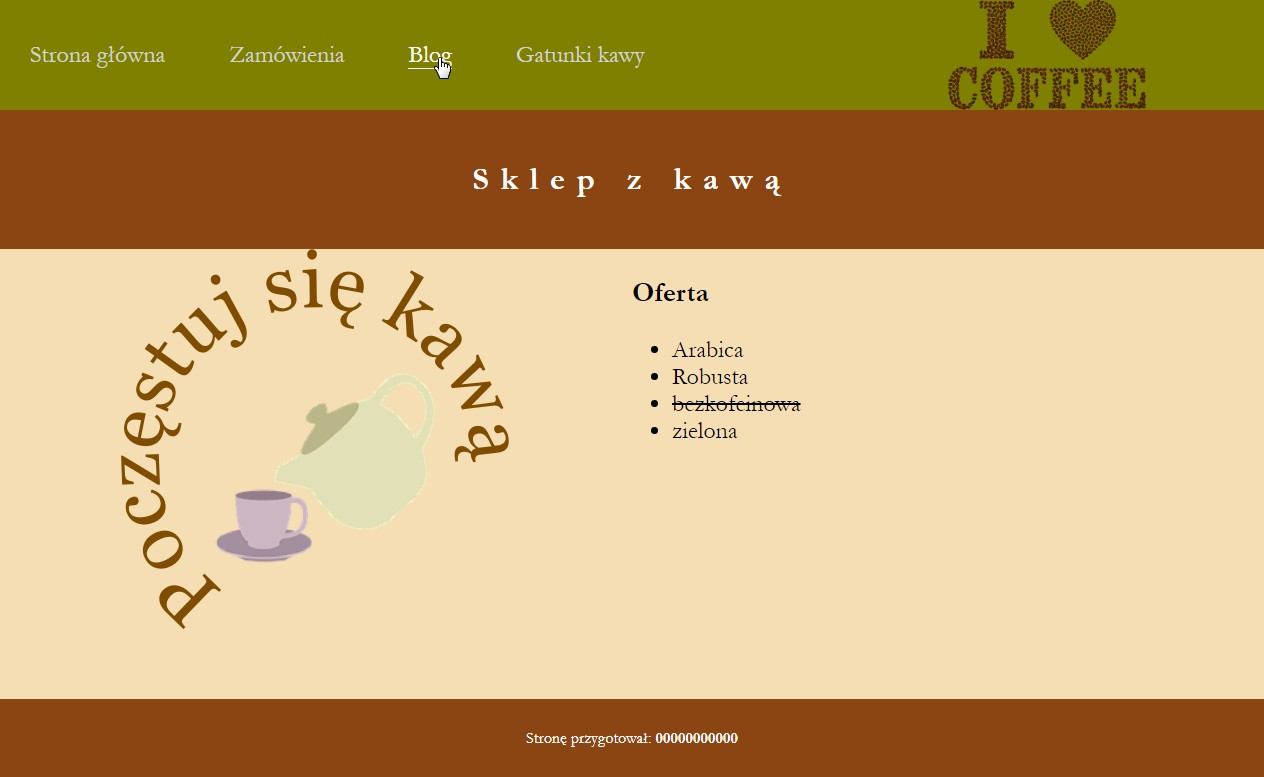 Strona główna Zamówienia Blog Gatunki kawy
I
COFFEE
Sklep z kawą
Poczęstuj się kawą
Oferta
Arabica
Robusta
bezkofeinowa
zielona
Stronę przygotował: 00000000000